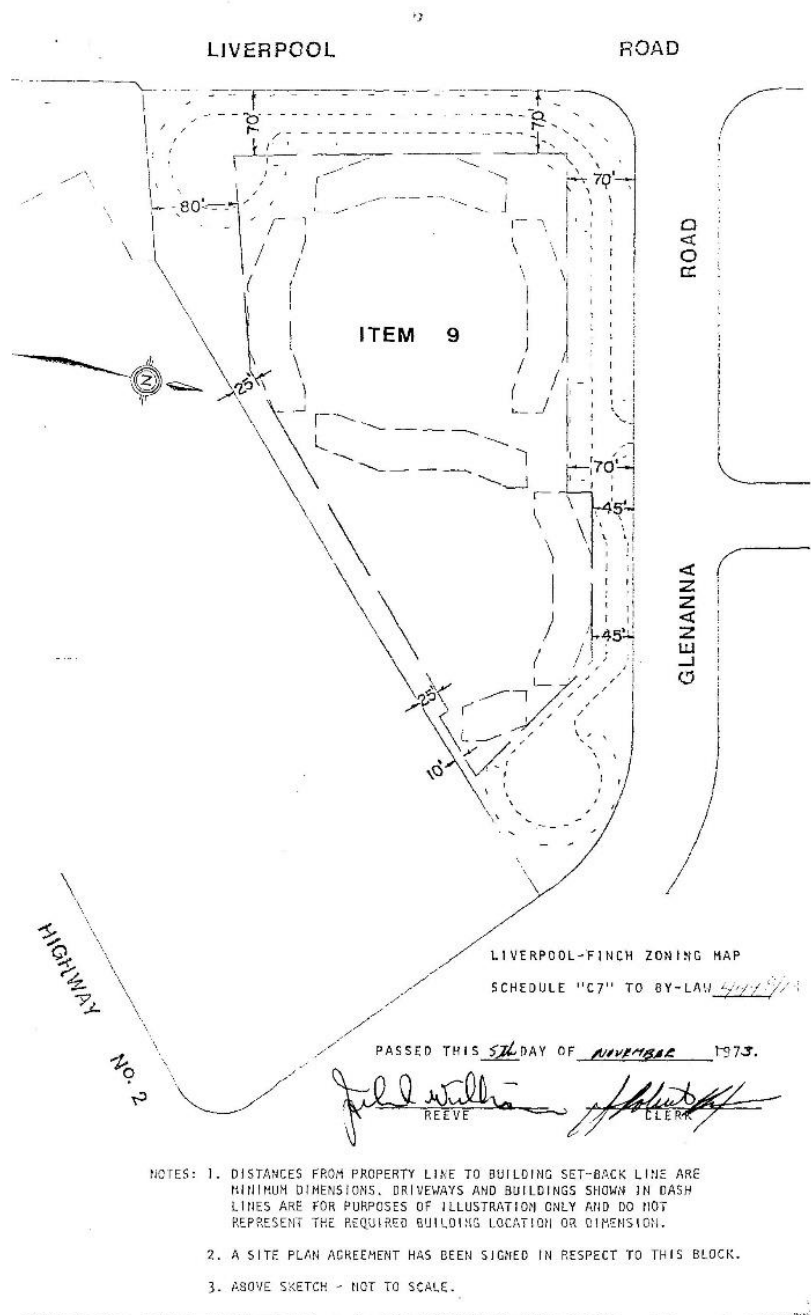 LIVERPOOL ROAD
70'
70'
70'
80'
ROAD
ITEM 9
N
25'
70'
45'
GLENANNA
45'
25'
10'
HIGHWAY No. 2
LIVERPOOL-FINCH ZONING MAP
SCHEDULE "C7" TO BY-LAW
PASSED THIS 5th DAY OF NOVEMBER 1973.
REEVE CLERK
NOTES: 1. DISTANCES FROM PROPERTY LINE TO BUILDING SET-BACK LINE ARE
MINIMUM DIMENSIONS. DRIVEWAYS AND BUILDINGS SHOWN IN DASH
LINES ARE FOR PURPOSES OF ILLUSTRATION ONLY AND DO NOT
REPRESENT THE REQUIRED BUILDING LOCATION OR DIMENSION.
2. A SITE PLAN AGREEMENT HAS BEEN SIGNED IN RESPECT TO THIS BLOCK.
3. ABOVE SKETCH - NOT TO SCALE.